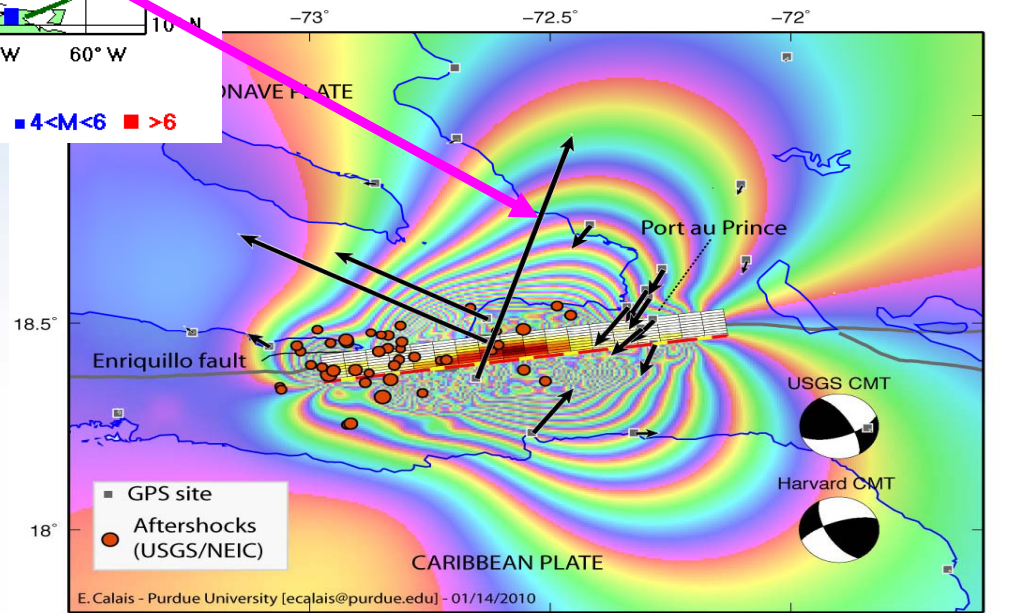 10° N
W 60° W
4<M<6 >6
−73° −72.5° −72°
ONAVE PLATE
Port au Prince
18.5°
Enriquillo fault
USGS CMT
Harvard CMT
GPS site
Aftershocks
(USGS/NEIC)
18°
CARIBBEAN PLATE
E. Calais - Purdue University [ecalais@purdue.edu] - 01/14/2010